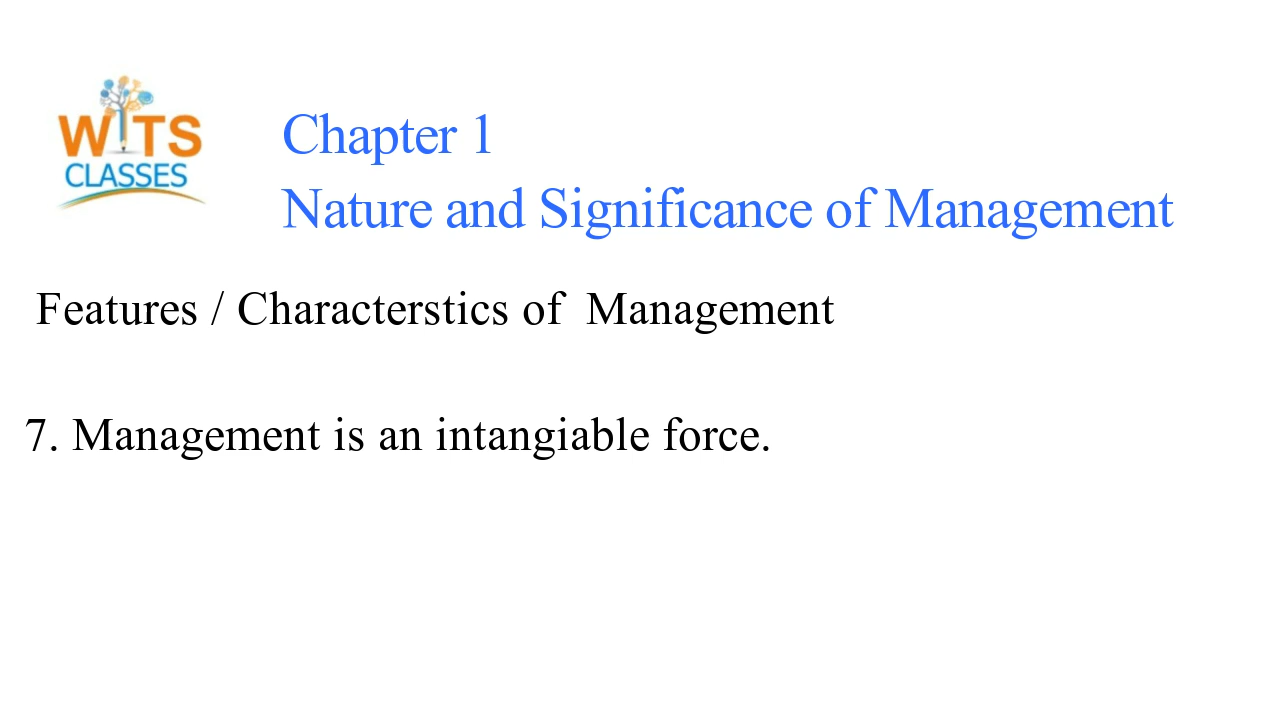 WITS
CLASSES
Chapter 1
Nature and Significance of Management
Features / Characterstics of  Management
7. Management is an intangiable force.